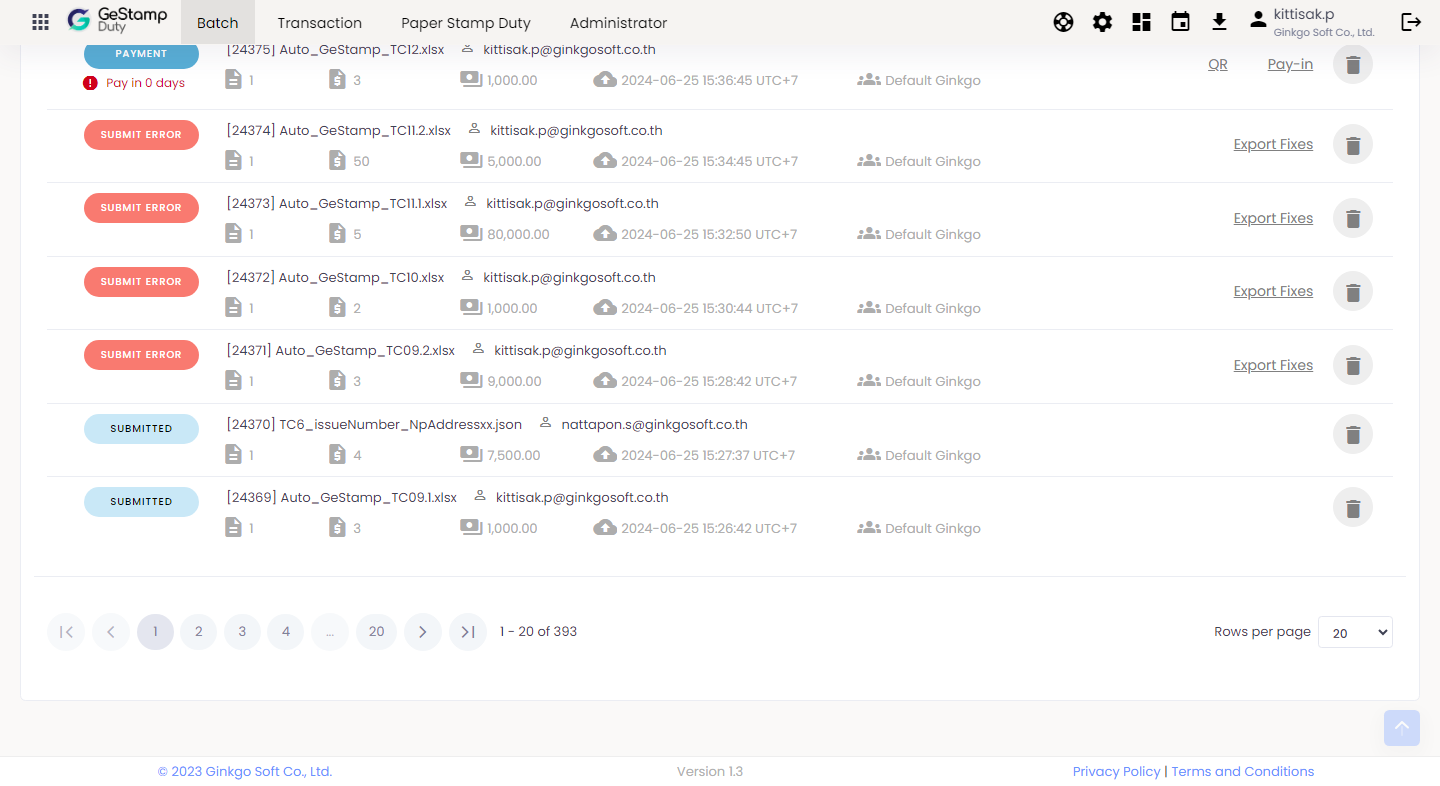 GeStamp Duty Batch Transaction Paper Stamp Duty Administrator kittisak.p
Ginkgo Soft Co., Ltd.
PAYMENT [24375] Auto_GeStamp_TC12.xlsx kittisak.p@ginkgosoft.co.th
Pay in 0 days 1 3 1,000.00 2024-06-25 15:36:45 UTC+7 Default Ginkgo QR Pay-in
SUBMIT ERROR [24374] Auto_GeStamp_TC11.2.xlsx kittisak.p@ginkgosoft.co.th
1 50 5,000.00 2024-06-25 15:34:45 UTC+7 Default Ginkgo Export Fixes
SUBMIT ERROR [24373] Auto_GeStamp_TC11.1.xlsx kittisak.p@ginkgosoft.co.th
1 5 80,000.00 2024-06-25 15:32:50 UTC+7 Default Ginkgo Export Fixes
SUBMIT ERROR [24372] Auto_GeStamp_TC10.xlsx kittisak.p@ginkgosoft.co.th
1 2 1,000.00 2024-06-25 15:30:44 UTC+7 Default Ginkgo Export Fixes
SUBMIT ERROR [24371] Auto_GeStamp_TC09.2.xlsx kittisak.p@ginkgosoft.co.th
1 3 9,000.00 2024-06-25 15:28:42 UTC+7 Default Ginkgo Export Fixes
SUBMITTED [24370] TC6_issueNumber_NpAddressxx.json nattapon.s@ginkgosoft.co.th
1 4 7,500.00 2024-06-25 15:27:37 UTC+7 Default Ginkgo
SUBMITTED [24369] Auto_GeStamp_TC09.1.xlsx kittisak.p@ginkgosoft.co.th
1 3 1,000.00 2024-06-25 15:26:42 UTC+7 Default Ginkgo
1 2 3 4 ... 20 1 - 20 of 393 Rows per page 20
© 2023 Ginkgo Soft Co., Ltd. Version 1.3 Privacy Policy | Terms and Conditions